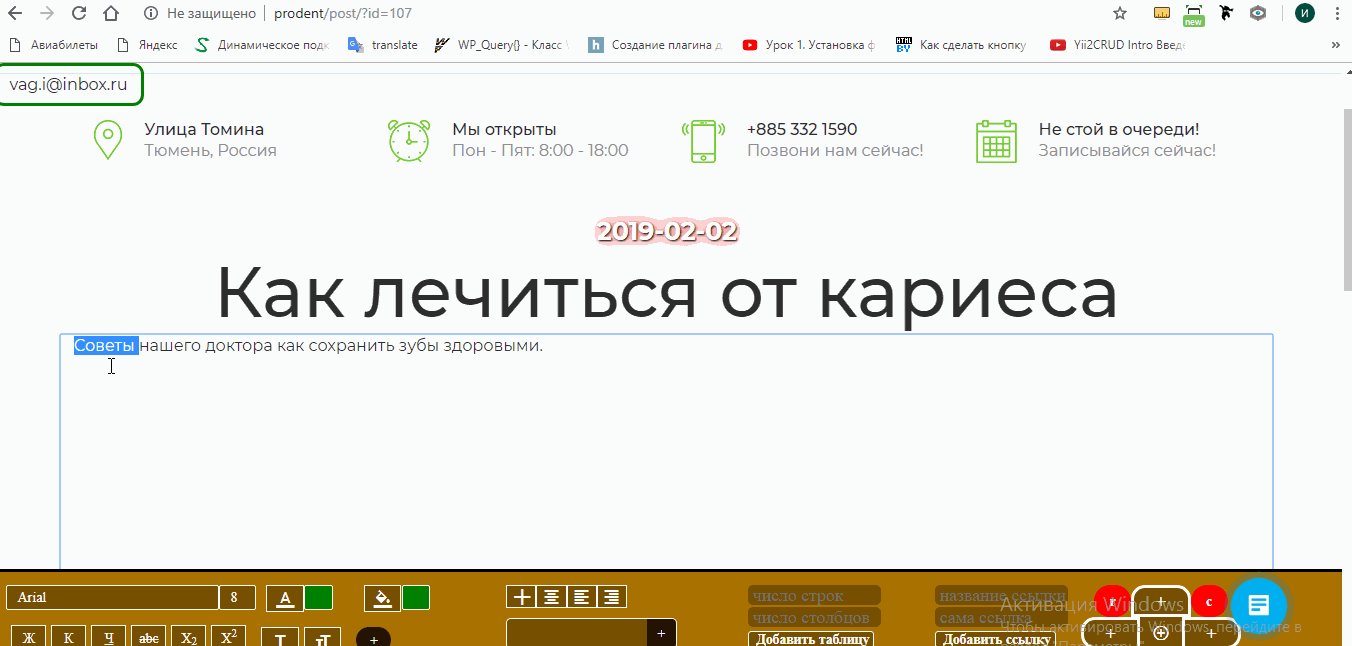 Не защищено | prodent/post/?id=107
new
И
Авиабилеты Яндекс Динамическое подк translate WP_Query{} - Класс Создание плагина д Урок 1. Установка ф Как сделать кнопку Yii2CRUD Intro Введ »
vag.i@inbox.ru
Улица Томина Мы открыты +885 332 1590 Не стой в очереди!
Тюмень, Россия Пон - Пят: 8:00 - 18:00 Позвони нам сейчас! Записывайся сейчас!
2019-02-02
Как лечиться от кариеса
Советы нашего доктора как сохранить зубы здоровыми.
Arial 8 A число строк название ссылки r + c
Активация Windows
число столбцов сама ссылка
Чтобы активировать Windows, перейдите в
Ж К Ч abc X2 X2 T тТ + + Добавить таблицу Добавить ссылку + +